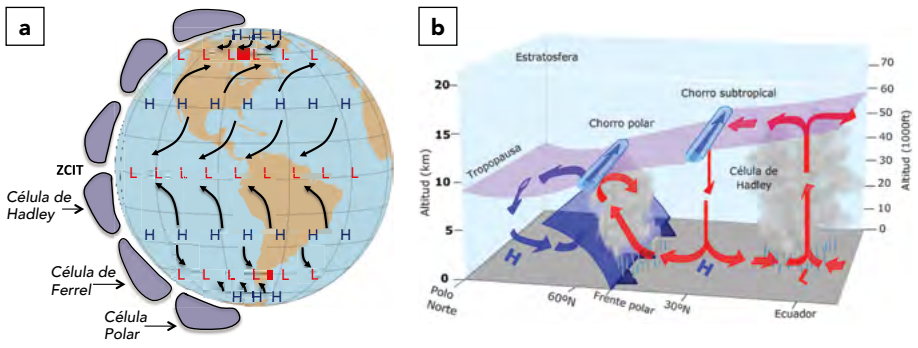 a
H H H
L L L L L L
H H H H H H
ZCIT
L L L L L L L L L
Célula de
Hadley
H H H H H H
Célula de
Ferrel
L L L L L L
Célula
Polar
H H H
b
Estratosfera
Chorro subtropical
Chorro polar
Tropopausa
Célula de
Hadley
Altitud (km)
20
15
10
5
0
Altitud (1000ft)
70
60
50
40
30
20
10
0
H
H
L
Polo
Norte
60ºN
Frente polar
30ºN
Ecuador